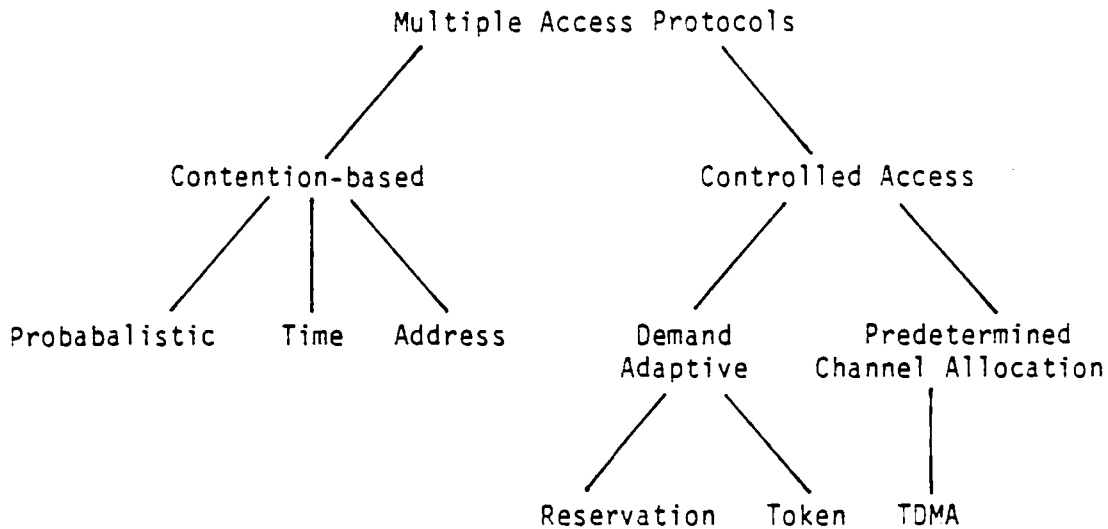 Multiple Access Protocols
Contention-based
Controlled Access
Probabalistic
Time
Address
Demand
Adaptive
Predetermined
Channel Allocation
Reservation
Token
TDMA